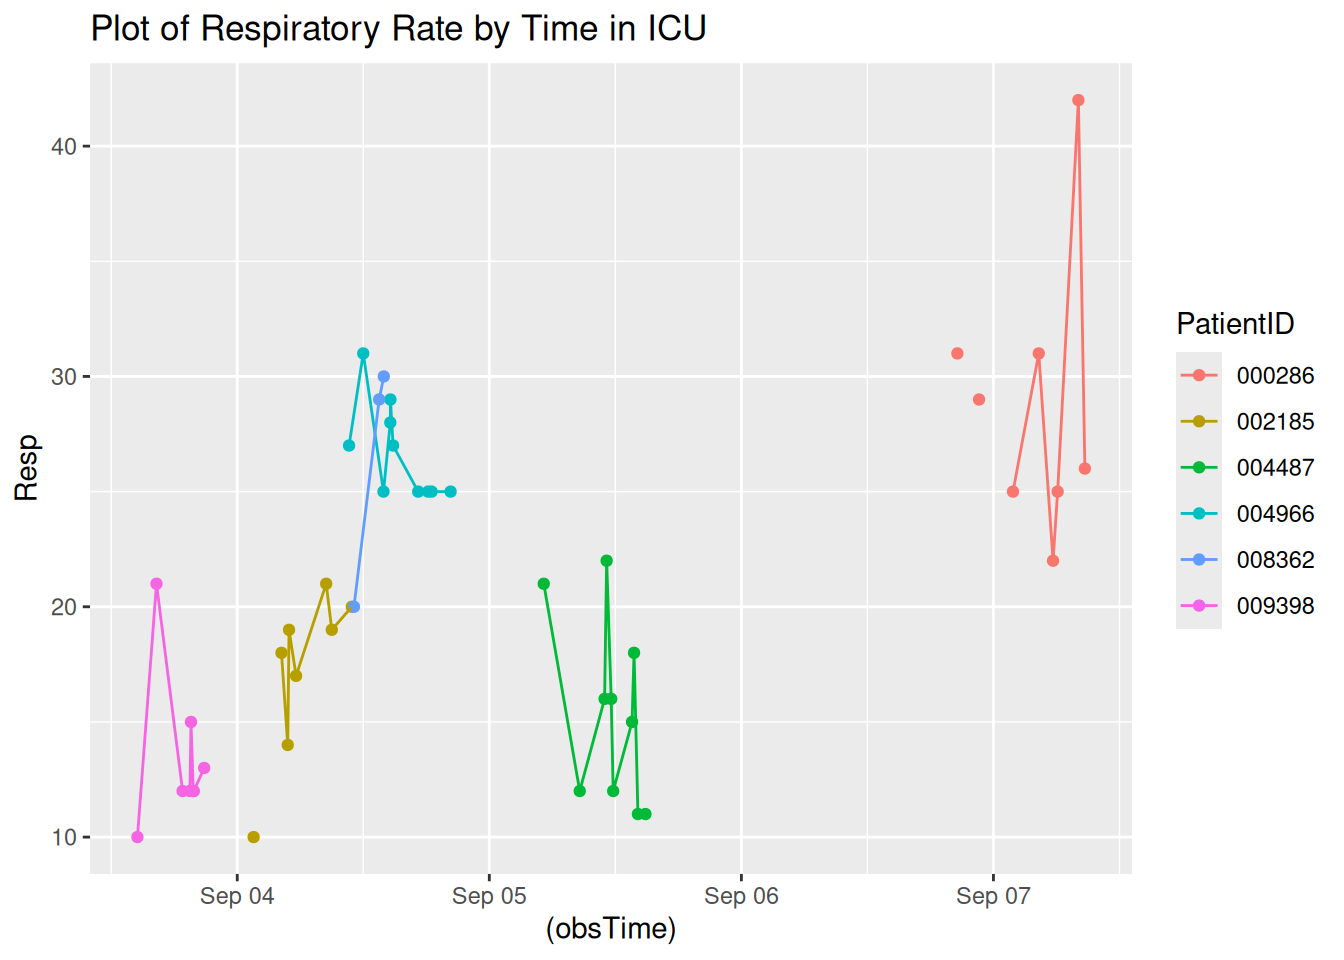 Plot of Respiratory Rate by Time in ICU
Resp
40
30
20
10
Sep 04
Sep 05
Sep 06
Sep 07
(obsTime)
PatientID
000286
002185
004487
004966
008362
009398